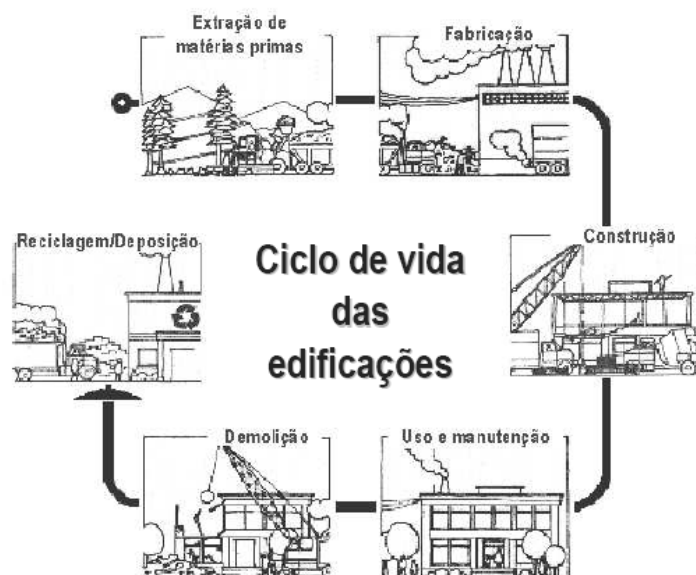 Extração de
matérias primas
Fabricação
Reciclagem/Deposição
Construção
Ciclo de vida
das
edificações
Demolição
Uso e manutenção